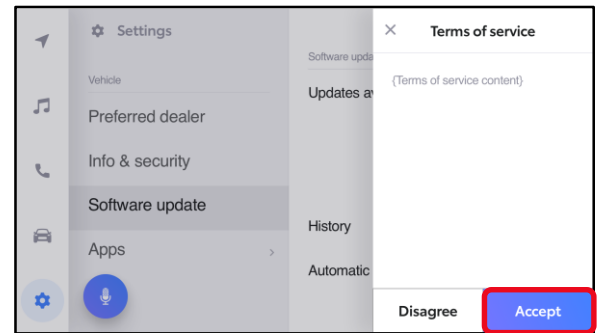 Settings
Vehicle
Preferred dealer
Info & security
Software update
Apps
Software upda
Updates av
History
Automatic
Terms of service
{Terms of service content}
Disagree
Accept